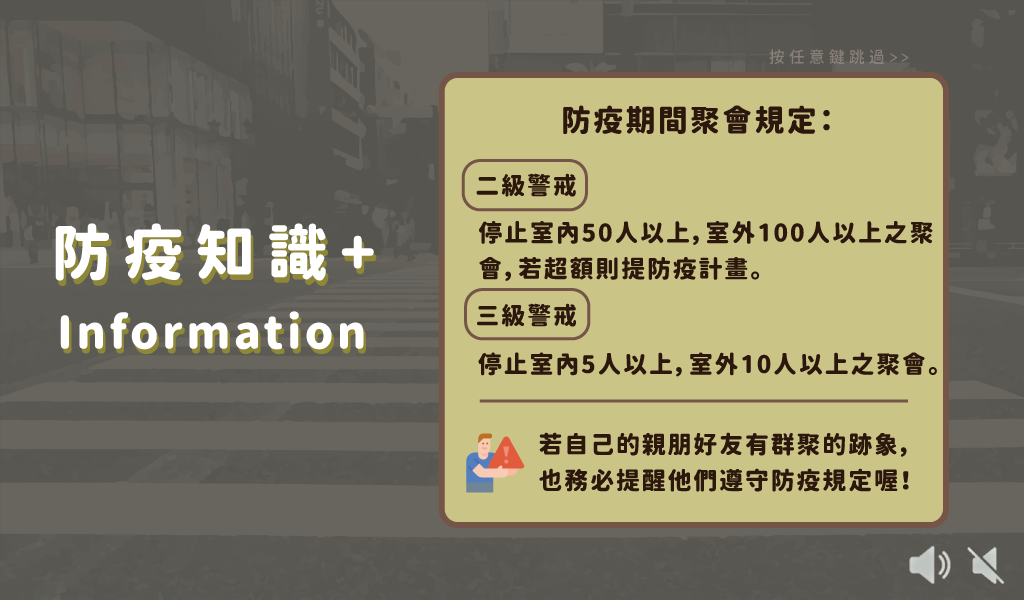 按任意鍵跳過>>
防疫知識+
Information
防疫期間聚會規定：
二級警戒
停止室內50人以上，室外100人以上之聚
會，若超額則提防疫計畫。
三級警戒
停止室內5人以上，室外10人以上之聚會。
若自己的親朋好友有群聚的跡象，
也務必提醒他們遵守防疫規定喔！